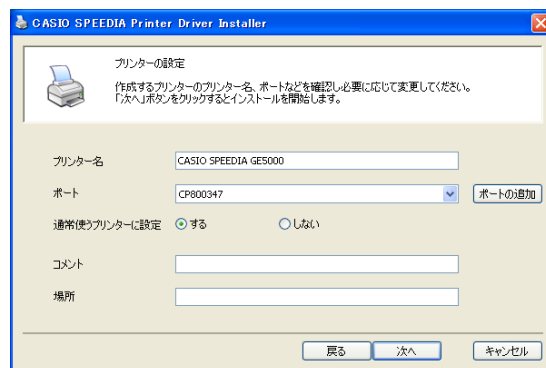 CASIO SPEEDIA Printer Driver Installer
プリンターの設定
作成するプリンターのプリンター名、ポートなどを確認し必要に応じて変更してください。
「次へ」ボタンをクリックするとインストールを開始します。
プリンター名 CASIO SPEEDIA GE5000
ポート CP800347 ポートの追加
通常使うプリンターに設定 する しない
コメント
場所
戻る 次へ キャンセル